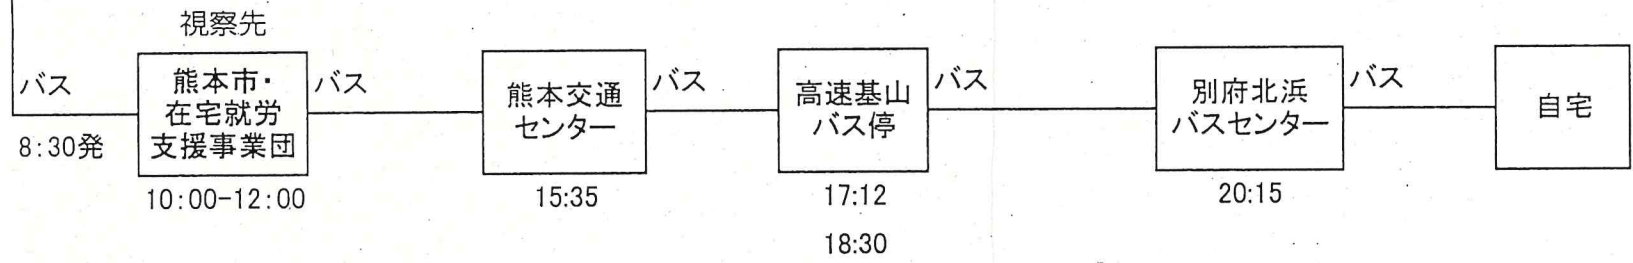 視察先
バス
8:30発
熊本市・
在宅就労
支援事業団
10:00-12:00
バス
熊本交通
センター
15:35
バス
高速基山
バス停
17:12
18:30
バス
別府北浜
バスセンター
20:15
バス
自宅